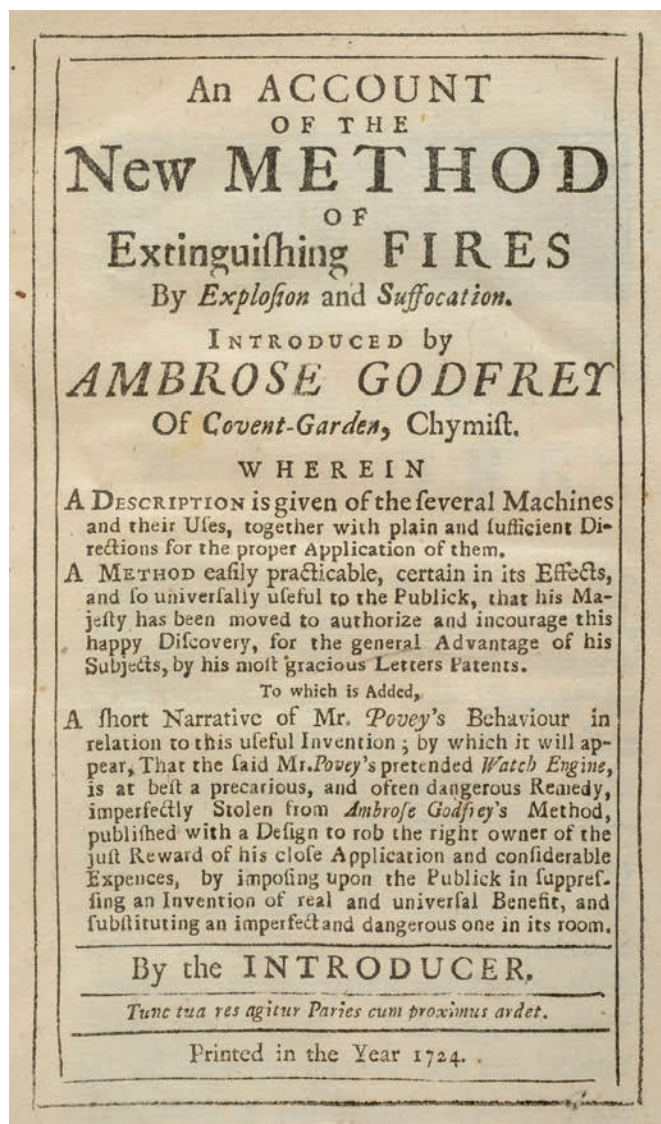 An ACCOUNT
OF THE
New METHOD
OF
Extinguiſhing FIRES
By Exploſion and Suffocation.
INTRODUCED by
AMBROSE GODFREY
Of Covent-Garden, Chymiſt.
WHEREIN
A DESCRIPTION is given of the ſeveral Machines
and their Uſes, together with plain and ſufficient Di-
rections for the proper Application of them.
A METHOD eaſily practicable, certain in its Effects,
and ſo univerſally uſeful to the Publick, that his Ma-
jeſty has been moved to authorize and incourage this
happy Diſcovery, for the general Advantage of his
Subjects, by his moſt gracious Letters Patents.
To which is Added,
A ſhort Narrative of Mr. Povey's Behaviour in
relation to this uſeful Invention; by which it will ap-
pear, That the ſaid Mr. Povey's pretended Watch Engine,
is at beſt a precarious, and often dangerous Remedy,
imperfectly Stolen from Ambroſe Godfrey's Method,
publiſhed with a Deſign to rob the right owner of the
juſt Reward of his cloſe Application and conſiderable
Expences, by impoſing upon the Publick in ſuppreſ-
ſing an Invention of real and univerſal Benefit, and
ſubſtituting an imperfect and dangerous one in its room.
By the INTRODUCER.
Tunc tua res agitur Paries cum proximus ardet.
Printed in the Year 1724.